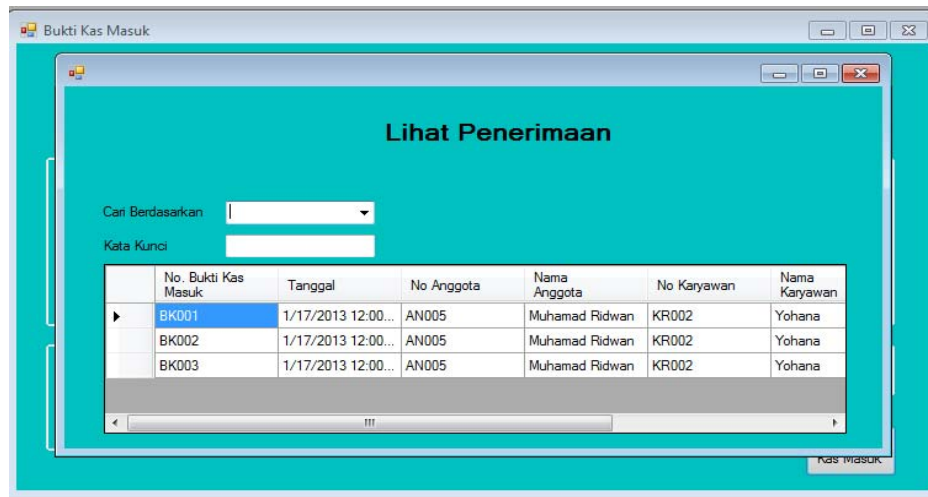 Bukti Kas Masuk
Lihat Penerimaan
Cari Berdasarkan
Kata Kunci
No. Bukti Kas Masuk Tanggal No Anggota Nama Anggota No Karyawan Nama Karyawan
BK001 1/17/2013 12:00... AN005 Muhamad Ridwan KR002 Yohana
BK002 1/17/2013 12:00... AN005 Muhamad Ridwan KR002 Yohana
BK003 1/17/2013 12:00... AN005 Muhamad Ridwan KR002 Yohana
Kas Masuk